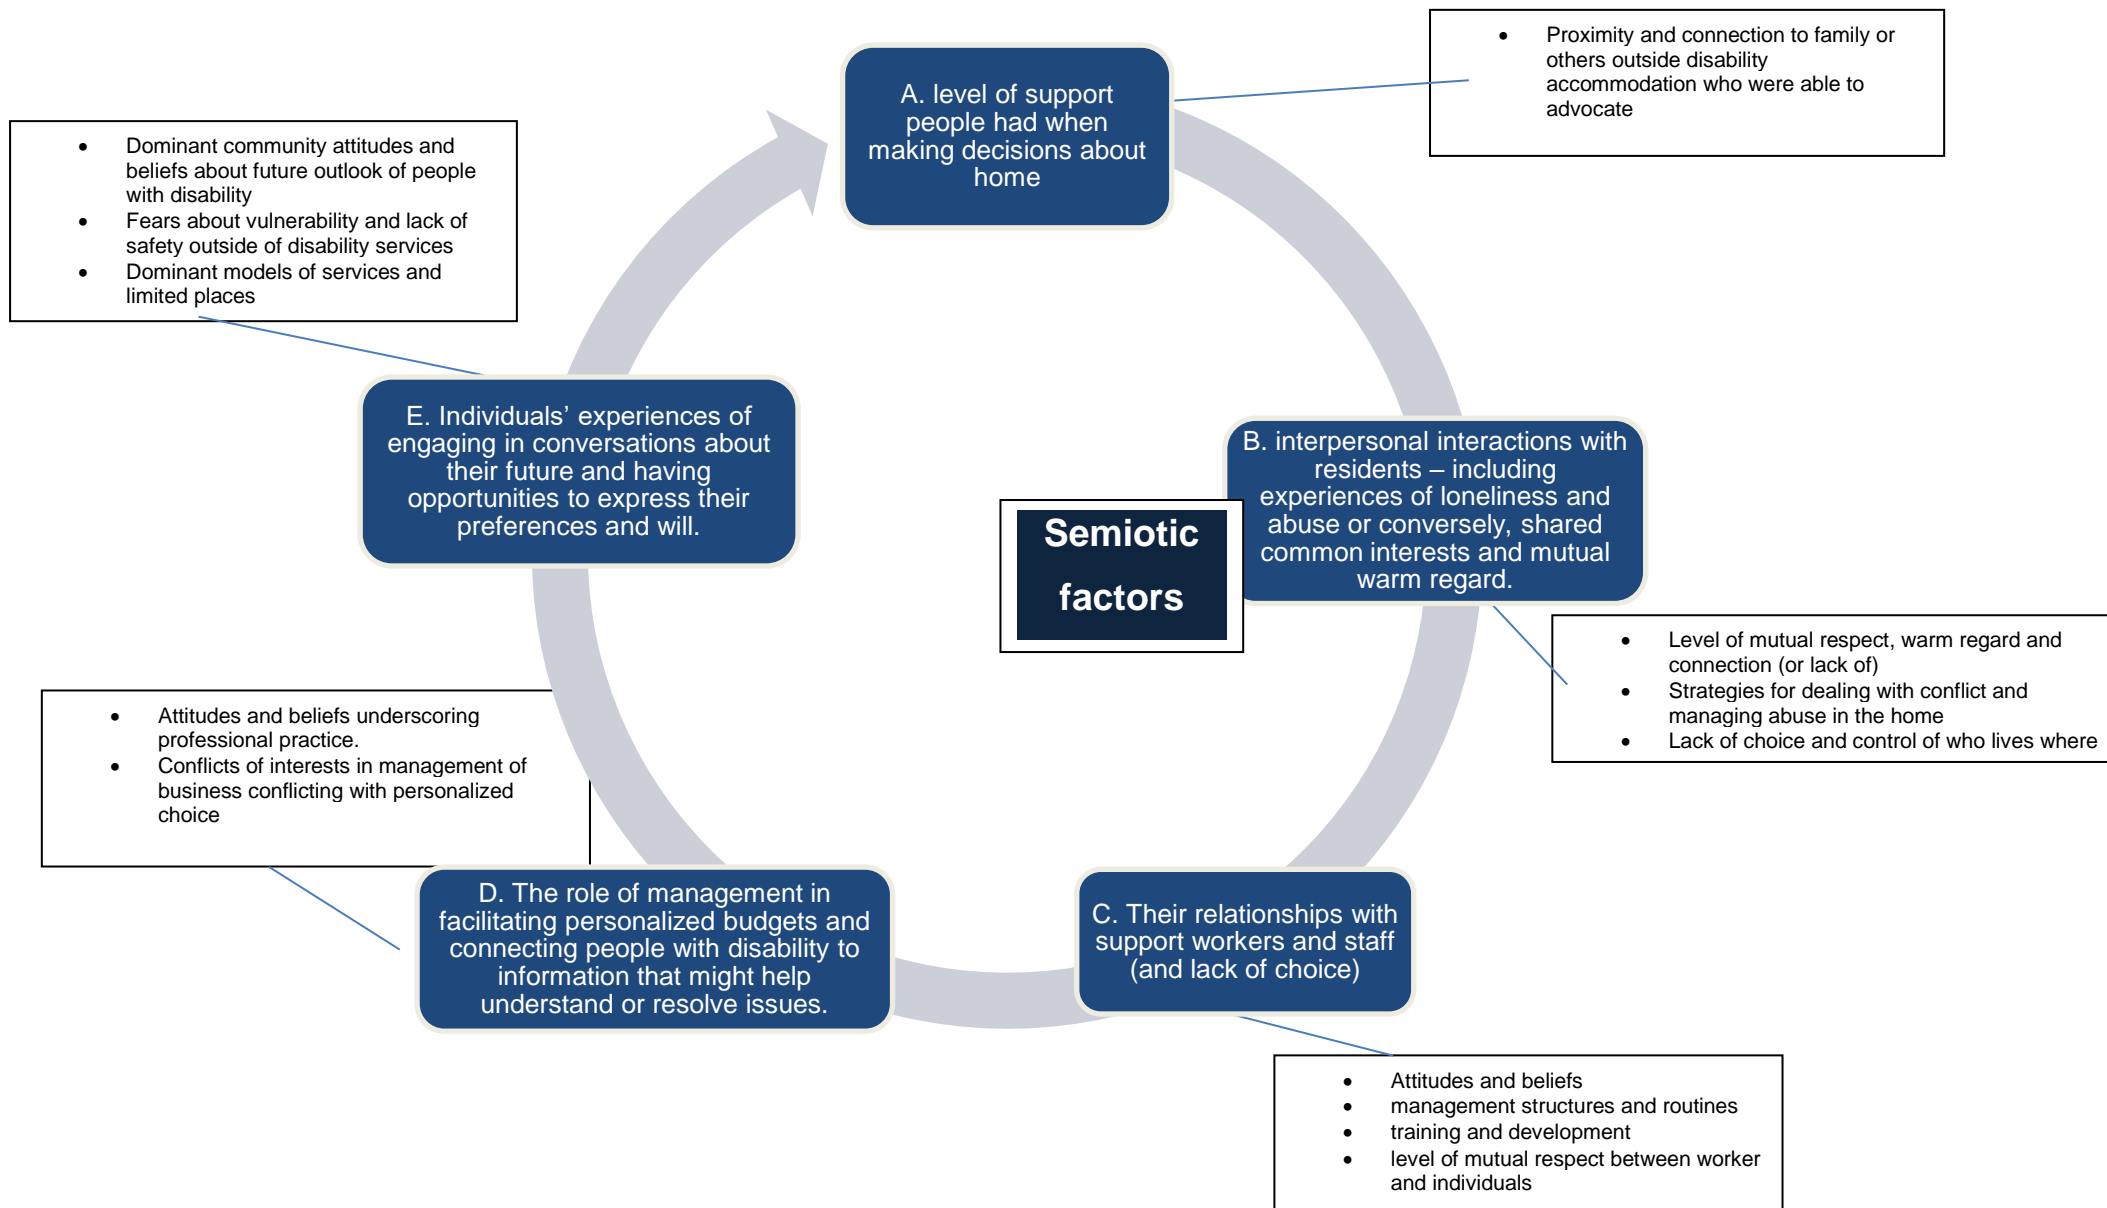 A. level of support
people had when
making decisions about
home
• Proximity and connection to family or
others outside disability
accommodation who were able to
advocate
• Dominant community attitudes and
beliefs about future outlook of people
with disability
• Fears about vulnerability and lack of
safety outside of disability services
• Dominant models of services and
limited places
E. Individuals’ experiences of
engaging in conversations about
their future and having
opportunities to express their
preferences and will.
B. interpersonal interactions with
residents – including
experiences of loneliness and
abuse or conversely, shared
common interests and mutual
warm regard.
Semiotic
factors
• Level of mutual respect, warm regard and
connection (or lack of)
• Strategies for dealing with conflict and
managing abuse in the home
• Lack of choice and control of who lives where
• Attitudes and beliefs underscoring
professional practice.
• Conflicts of interests in management of
business conflicting with personalized
choice
D. The role of management in
facilitating personalized budgets and
connecting people with disability to
information that might help
understand or resolve issues.
C. Their relationships with
support workers and staff
(and lack of choice)
• Attitudes and beliefs
• management structures and routines
• training and development
• level of mutual respect between worker
and individuals